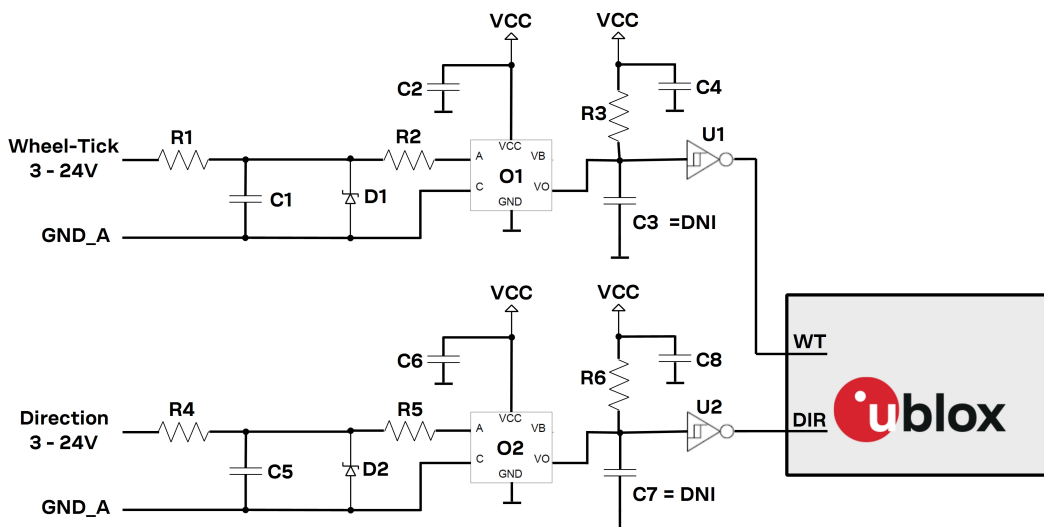 VCC
VCC
C2
C4
R3
U1
Wheel-Tick
3 - 24V
R1
R2
A
VCC
VB
O1
C
VO
GND
C1
D1
C3 =DNI
GND_A
VCC
VCC
C6
C8
R6
U2
WT
Direction
3 - 24V
R4
R5
A
VCC
VB
O2
C
VO
GND
DIR
ublox
C5
D2
C7 = DNI
GND_A